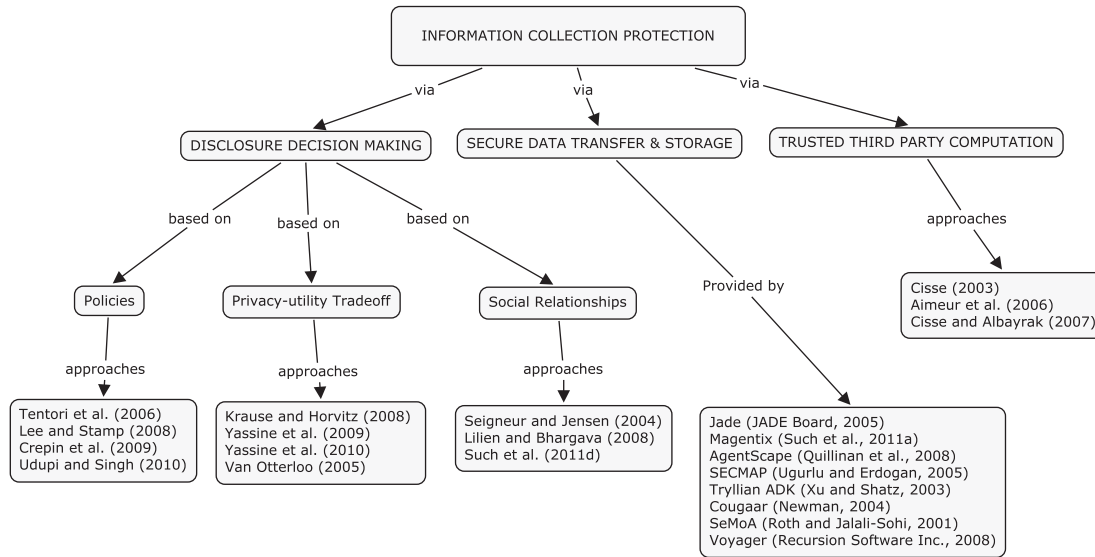 INFORMATION COLLECTION PROTECTION
via
via
via
DISCLOSURE DECISION MAKING
SECURE DATA TRANSFER & STORAGE
TRUSTED THIRD PARTY COMPUTATION
based on
based on
based on
approaches
Policies
Privacy-utility Tradeoff
Social Relationships
Provided by
Cisse (2003)
Aimeur et al. (2006)
Cisse and Albayrak (2007)
approaches
approaches
approaches
Tentori et al. (2006)
Lee and Stamp (2008)
Crepin et al. (2009)
Udupi and Singh (2010)
Krause and Horvitz (2008)
Yassine et al. (2009)
Yassine et al. (2010)
Van Otterloo (2005)
Seigneur and Jensen (2004)
Lilien and Bhargava (2008)
Such et al. (2011d)
Jade (JADE Board, 2005)
Magentix (Such et al., 2011a)
AgentScape (Quillinan et al., 2008)
SECMAP (Ugurlu and Erdogan, 2005)
Tryllian ADK (Xu and Shatz, 2003)
Cougaar (Newman, 2004)
SeMoA (Roth and Jalali-Sohi, 2001)
Voyager (Recursion Software Inc., 2008)